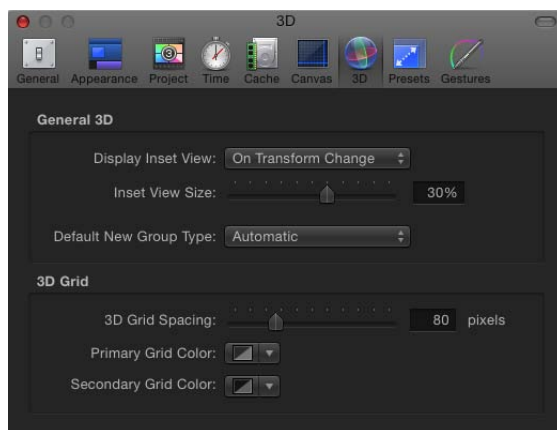 3D
General Appearance Project Time Cache Canvas 3D Presets Gestures
General 3D
Display Inset View: On Transform Change
Inset View Size: 30%
Default New Group Type: Automatic
3D Grid
3D Grid Spacing: 80 pixels
Primary Grid Color:
Secondary Grid Color: